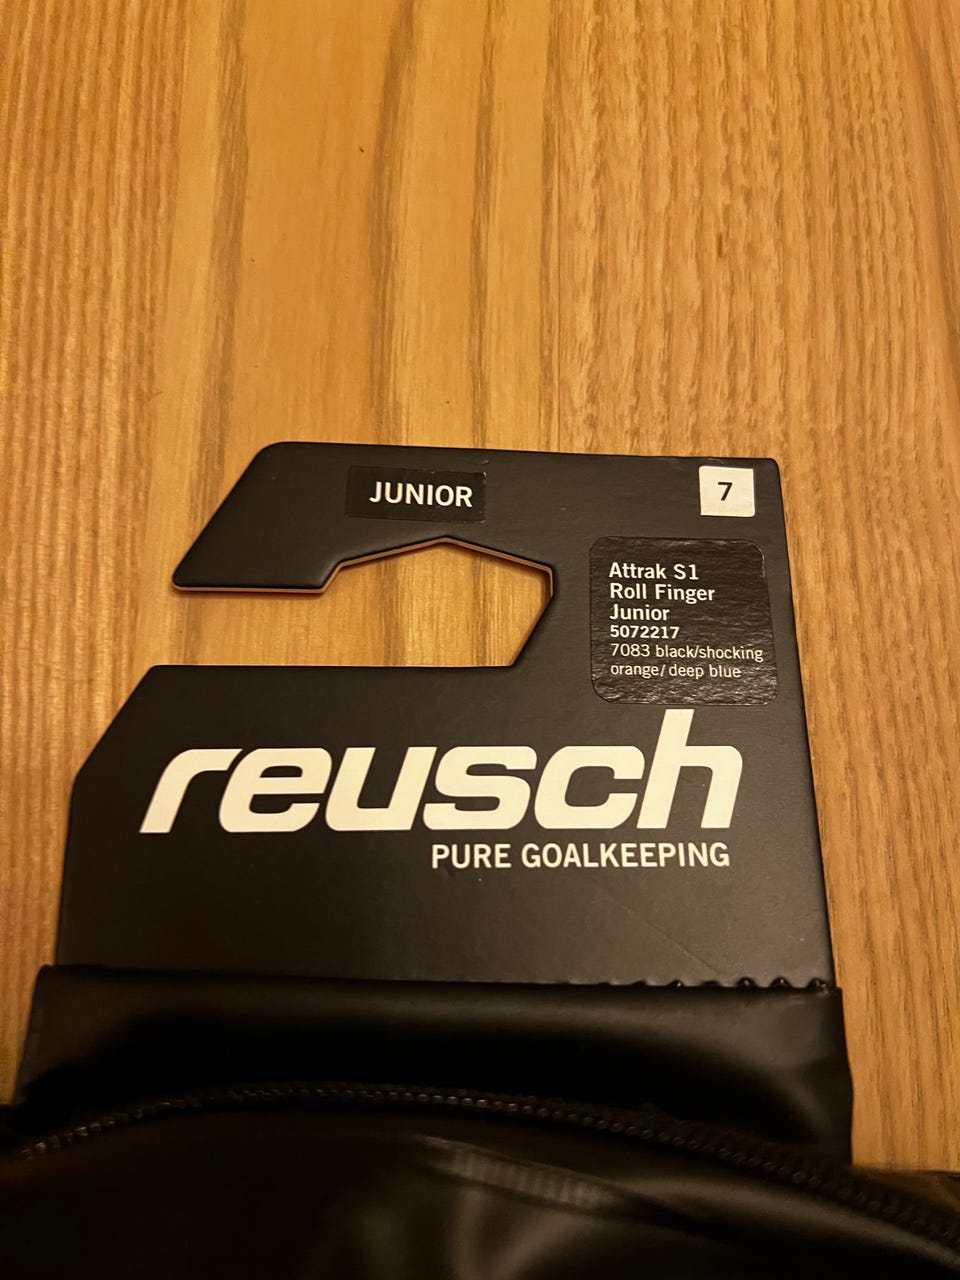 JUNIOR
7
Attrak S1
Roll Finger
Junior
5072217
7083 black/shocking
orange/deep blue
reusch
PURE GOALKEEPING